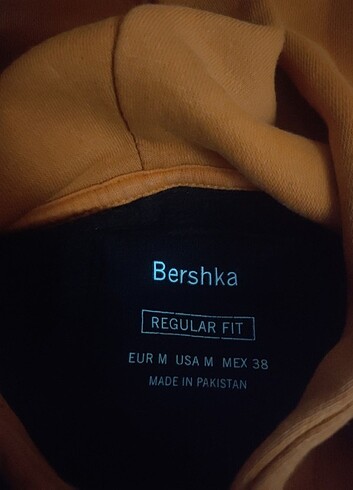 Bershka
REGULAR FIT
EUR M USA M MEX 38
MADE IN PAKISTAN